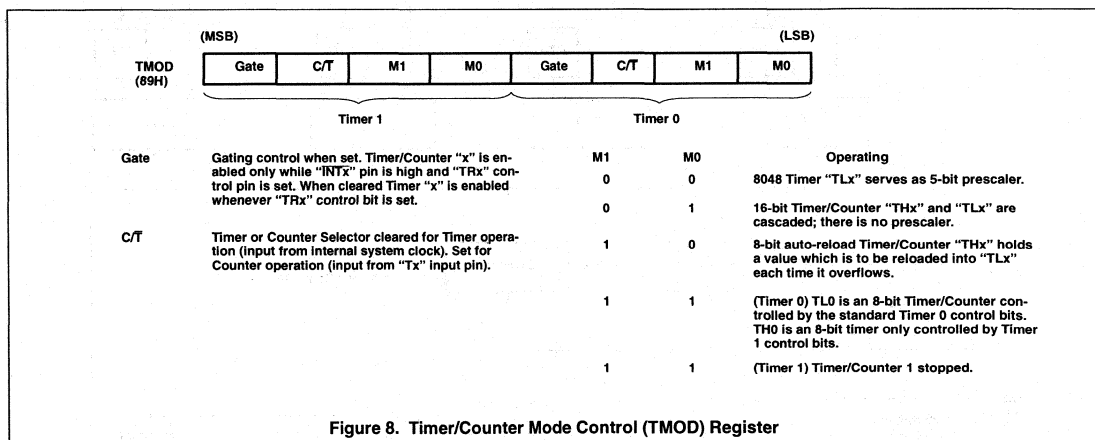 (MSB) (LSB)
TMOD
(89H)
Gate C/T̅ M1 M0 Gate C/T̅ M1 M0
Timer 1 Timer 0
Gate Gating control when set. Timer/Counter “x” is en-
abled only while “I̅N̅T̅x̅” pin is high and “TRx” con-
trol pin is set. When cleared Timer “x” is enabled
whenever “TRx” control bit is set.
C/T̅ Timer or Counter Selector cleared for Timer opera-
tion (input from internal system clock). Set for
Counter operation (input from “Tx” input pin).
M1 M0 Operating
0 0 8048 Timer “TLx” serves as 5-bit prescaler.
0 1 16-bit Timer/Counter “THx” and “TLx” are
cascaded; there is no prescaler.
1 0 8-bit auto-reload Timer/Counter “THx” holds
a value which is to be reloaded into “TLx”
each time it overflows.
1 1 (Timer 0) TL0 is an 8-bit Timer/Counter con-
trolled by the standard Timer 0 control bits.
TH0 is an 8-bit timer only controlled by Timer
1 control bits.
1 1 (Timer 1) Timer/Counter 1 stopped.
Figure 8. Timer/Counter Mode Control (TMOD) Register